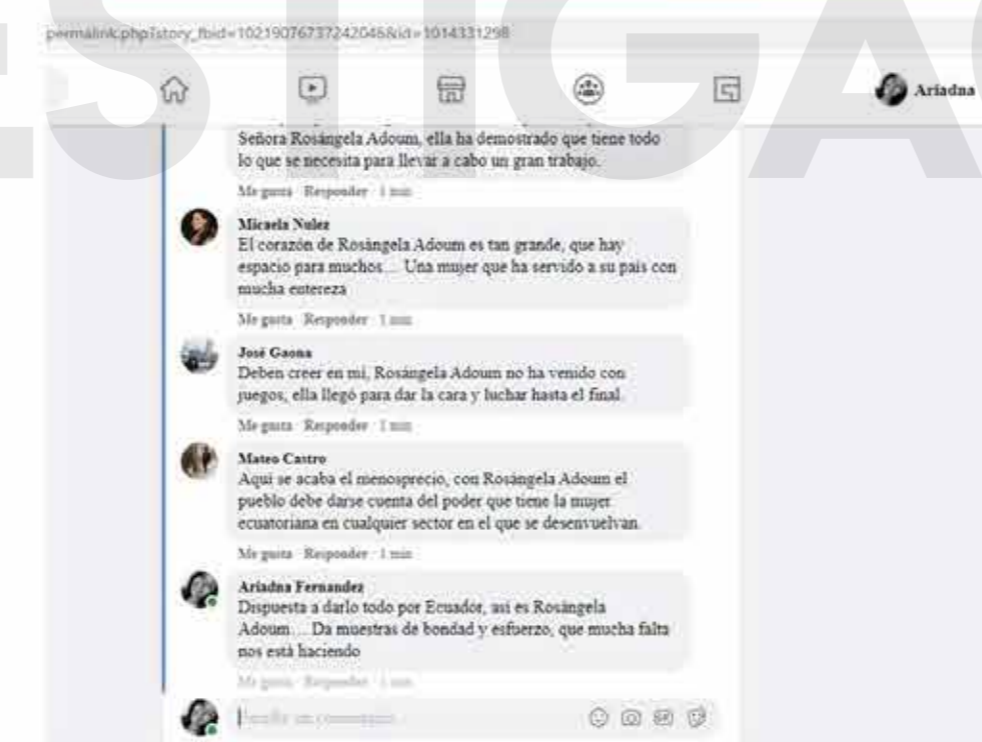 ESTIGA
permalink.php?story_fbid=10219076737242046&id=1014331298
Ariadna
Señora Rosángela Adoum, ella ha demostrado que tiene todo
lo que se necesita para llevar a cabo un gran trabajo.
Me gusta · Responder · 1 min
Micaela Nulez
El corazón de Rosángela Adoum es tan grande, que hay
espacio para muchos... Una mujer que ha servido a su país con
mucha entereza
Me gusta · Responder · 1 min
José Gaona
Deben creer en mi, Rosángela Adoum no ha venido con
juegos, ella llegó para dar la cara y luchar hasta el final.
Me gusta · Responder · 1 min
Mateo Castro
Aquí se acaba el menosprecio, con Rosángela Adoum el
pueblo debe darse cuenta del poder que tiene la mujer
ecuatoriana en cualquier sector en el que se desenvuelvan.
Me gusta · Responder · 1 min
Ariadna Fernandez
Dispuesta a darlo todo por Ecuador, así es Rosángela
Adoum... Da muestras de bondad y esfuerzo, que mucha falta
nos está haciendo
Me gusta · Responder · 1 min
Escribe un comentario...
GIF